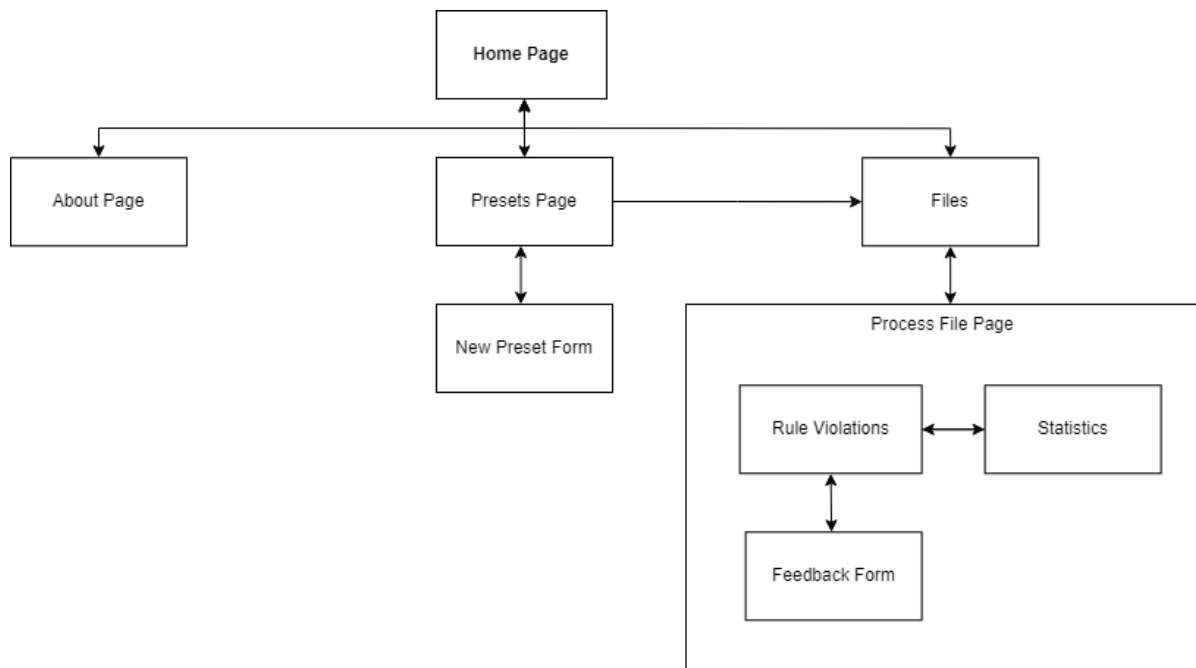 Home Page
About Page
Presets Page
Files
New Preset Form
Process File Page
Rule Violations
Statistics
Feedback Form